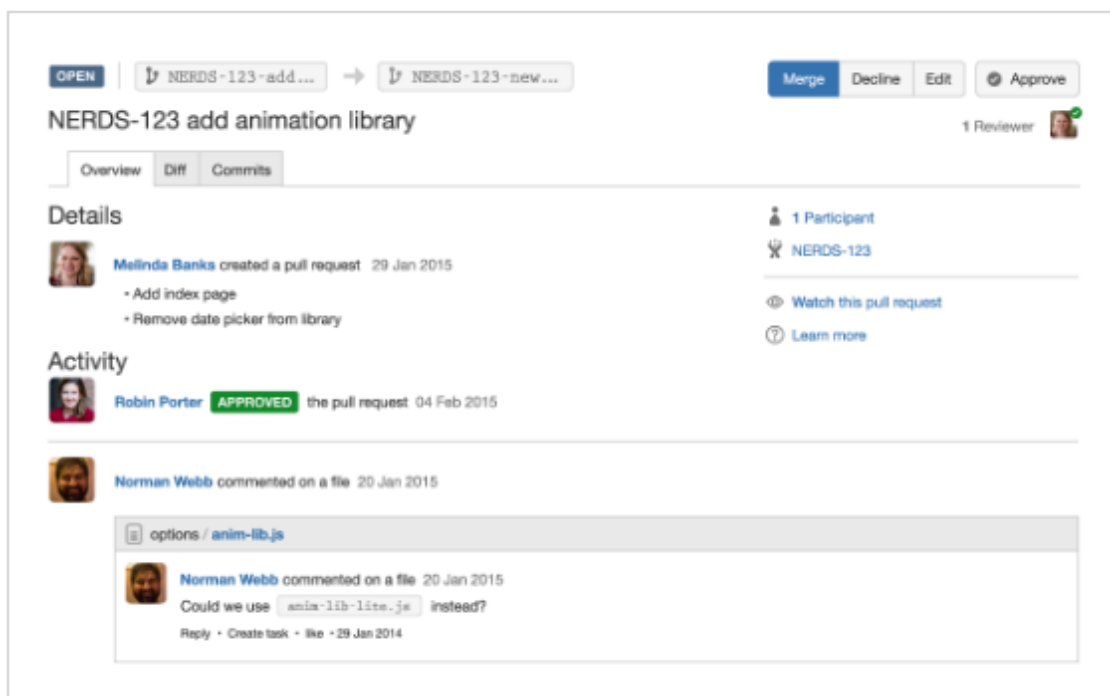 OPEN NERDS-123-add... → NERDS-123-new... Merge Decline Edit Approve
NERDS-123 add animation library
1 Reviewer
Overview Diff Commits
Details
1 Participant
NERDS-123
Melinda Banks created a pull request 29 Jan 2015
• Add index page
• Remove date picker from library
Watch this pull request
Learn more
Activity
Robin Porter APPROVED the pull request 04 Feb 2015
Norman Webb commented on a file 20 Jan 2015
options / anim-lib.js
Norman Webb commented on a file 20 Jan 2015
Could we use anim-lib-lite.js instead?
Reply • Create task • like • 29 Jan 2014